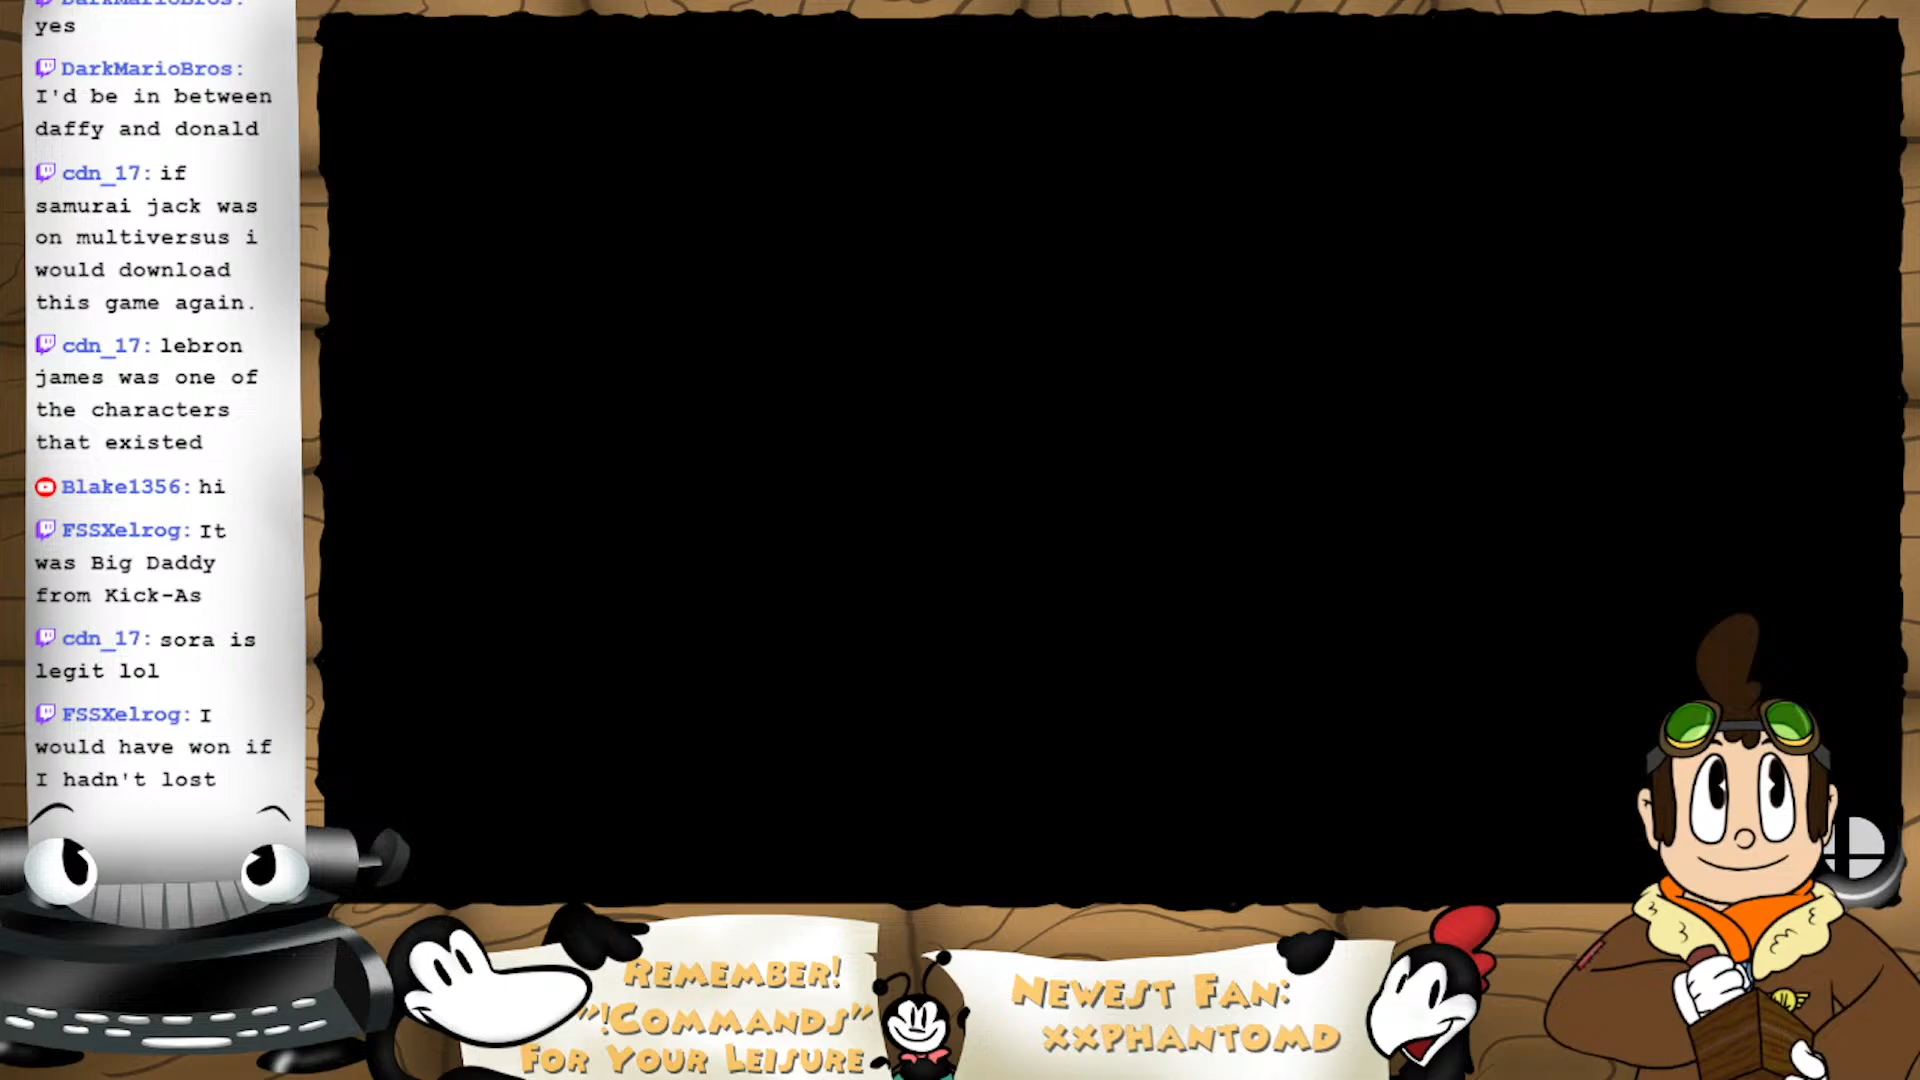 DarkMarioBros:
yes
DarkMarioBros:
I'd be in between
daffy and donald
cdn_17: if
samurai jack was
on multiversus i
would download
this game again.
cdn_17: lebron
james was one of
the characters
that existed
Blake1356: hi
FSSXelrog: It
was Big Daddy
from Kick-As
cdn_17: sora is
legit lol
FSSXelrog: I
would have won if
I hadn't lost
Remember!
"!Commands"
For Your Leisure
Newest Fan:
xxphantomd